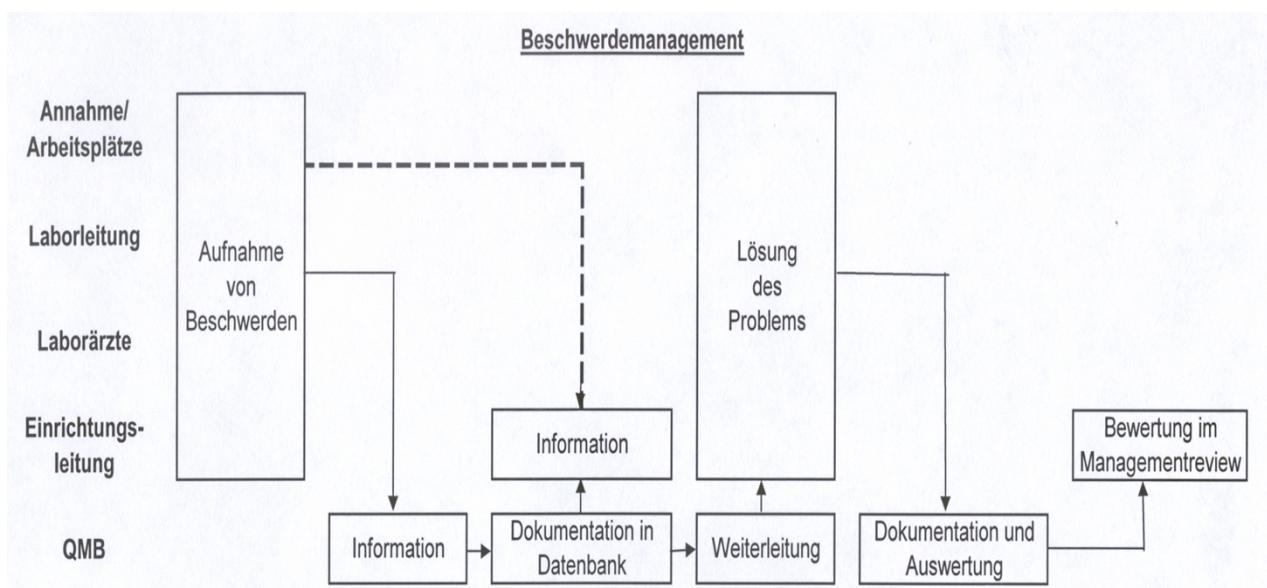 Beschwerdemanagement
Annahme/
Arbeitsplätze
Laborleitung
Laborärzte
Einrichtungs-
leitung
QMB
Aufnahme
von
Beschwerden
Information
Information
Dokumentation in
Datenbank
Weiterleitung
Lösung
des
Problems
Dokumentation und
Auswertung
Bewertung im
Managementreview